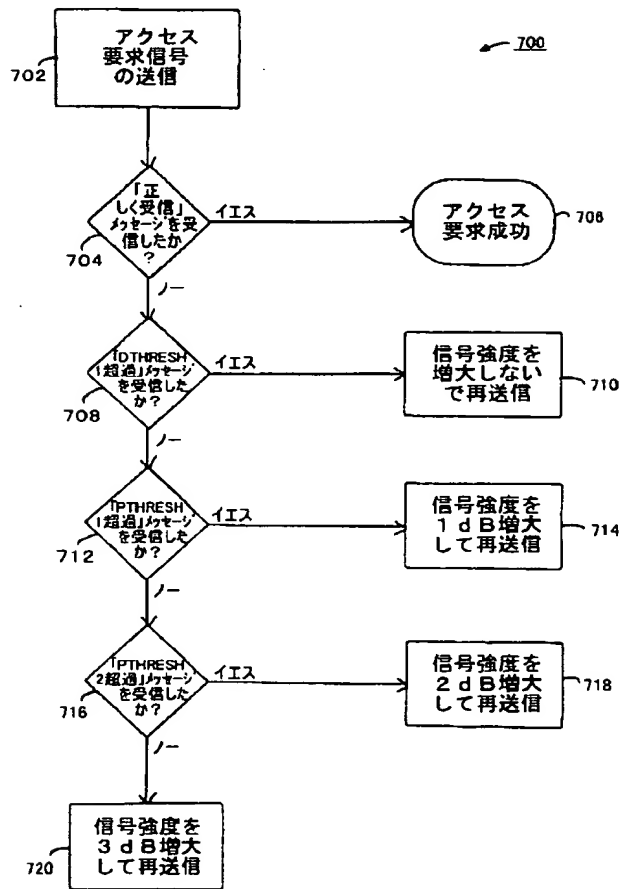 アクセス
要求信号
の送信
702
700
「正
しく受信」
メッセージを受
信したか
?
704
イエス
アクセス
要求成功
706
ノー
「DTHRESH
1超過」メッセージ
を受信した
か?
708
イエス
信号強度を
増大しない
で再送信
710
ノー
「PTHRESH
1超過」メッセージ
を受信した
か?
712
イエス
信号強度を
1dB増大
して再送信
714
ノー
「PTHRESH
2超過」メッセージ
を受信した
か?
716
イエス
信号強度を
2dB増大
して再送信
718
ノー
信号強度を
3dB増大
して再送信
720